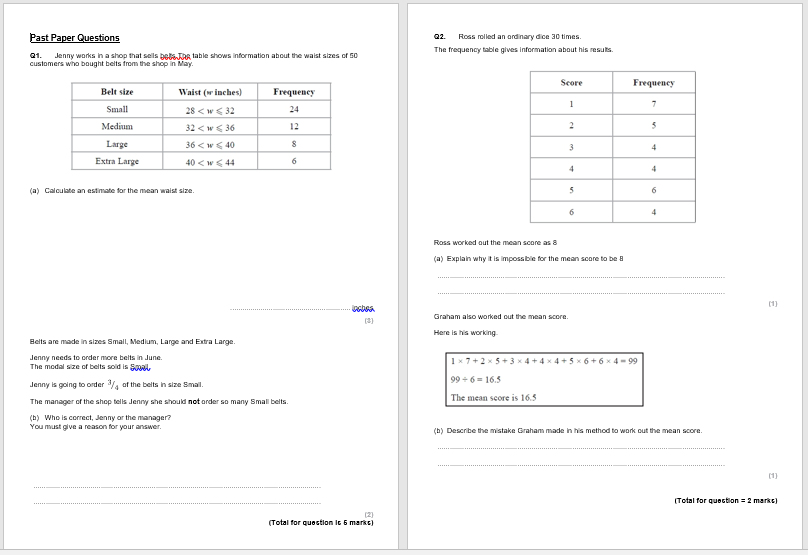 Past Paper Questions
Q1. Jenny works in a shop that sells belts.The table shows information about the waist sizes of 50
customers who bought belts from the shop in May.
Belt size Waist (w inches) Frequency
Small 28 < w ⩽ 32 24
Medium 32 < w ⩽ 36 12
Large 36 < w ⩽ 40 8
Extra Large 40 < w ⩽ 44 6
(a) Calculate an estimate for the mean waist size.
........................................................... inches
(3)
Belts are made in sizes Small, Medium, Large and Extra Large.
Jenny needs to order more belts in June.
The modal size of belts sold is Small.
Jenny is going to order 3/4 of the belts in size Small.
The manager of the shop tells Jenny she should not order so many Small belts.
(b) Who is correct, Jenny or the manager?
You must give a reason for your answer.
(2)
(Total for question is 5 marks)
Q2. Ross rolled an ordinary dice 30 times.
The frequency table gives information about his results.
Score Frequency
1 7
2 5
3 4
4 4
5 6
6 4
Ross worked out the mean score as 8
(a) Explain why it is impossible for the mean score to be 8
(1)
Graham also worked out the mean score.
Here is his working.
1 × 7 + 2 × 5 + 3 × 4 + 4 × 4 + 5 × 6 + 6 × 4 = 99
99 ÷ 6 = 16.5
The mean score is 16.5
(b) Describe the mistake Graham made in his method to work out the mean score.
(1)
(Total for question = 2 marks)